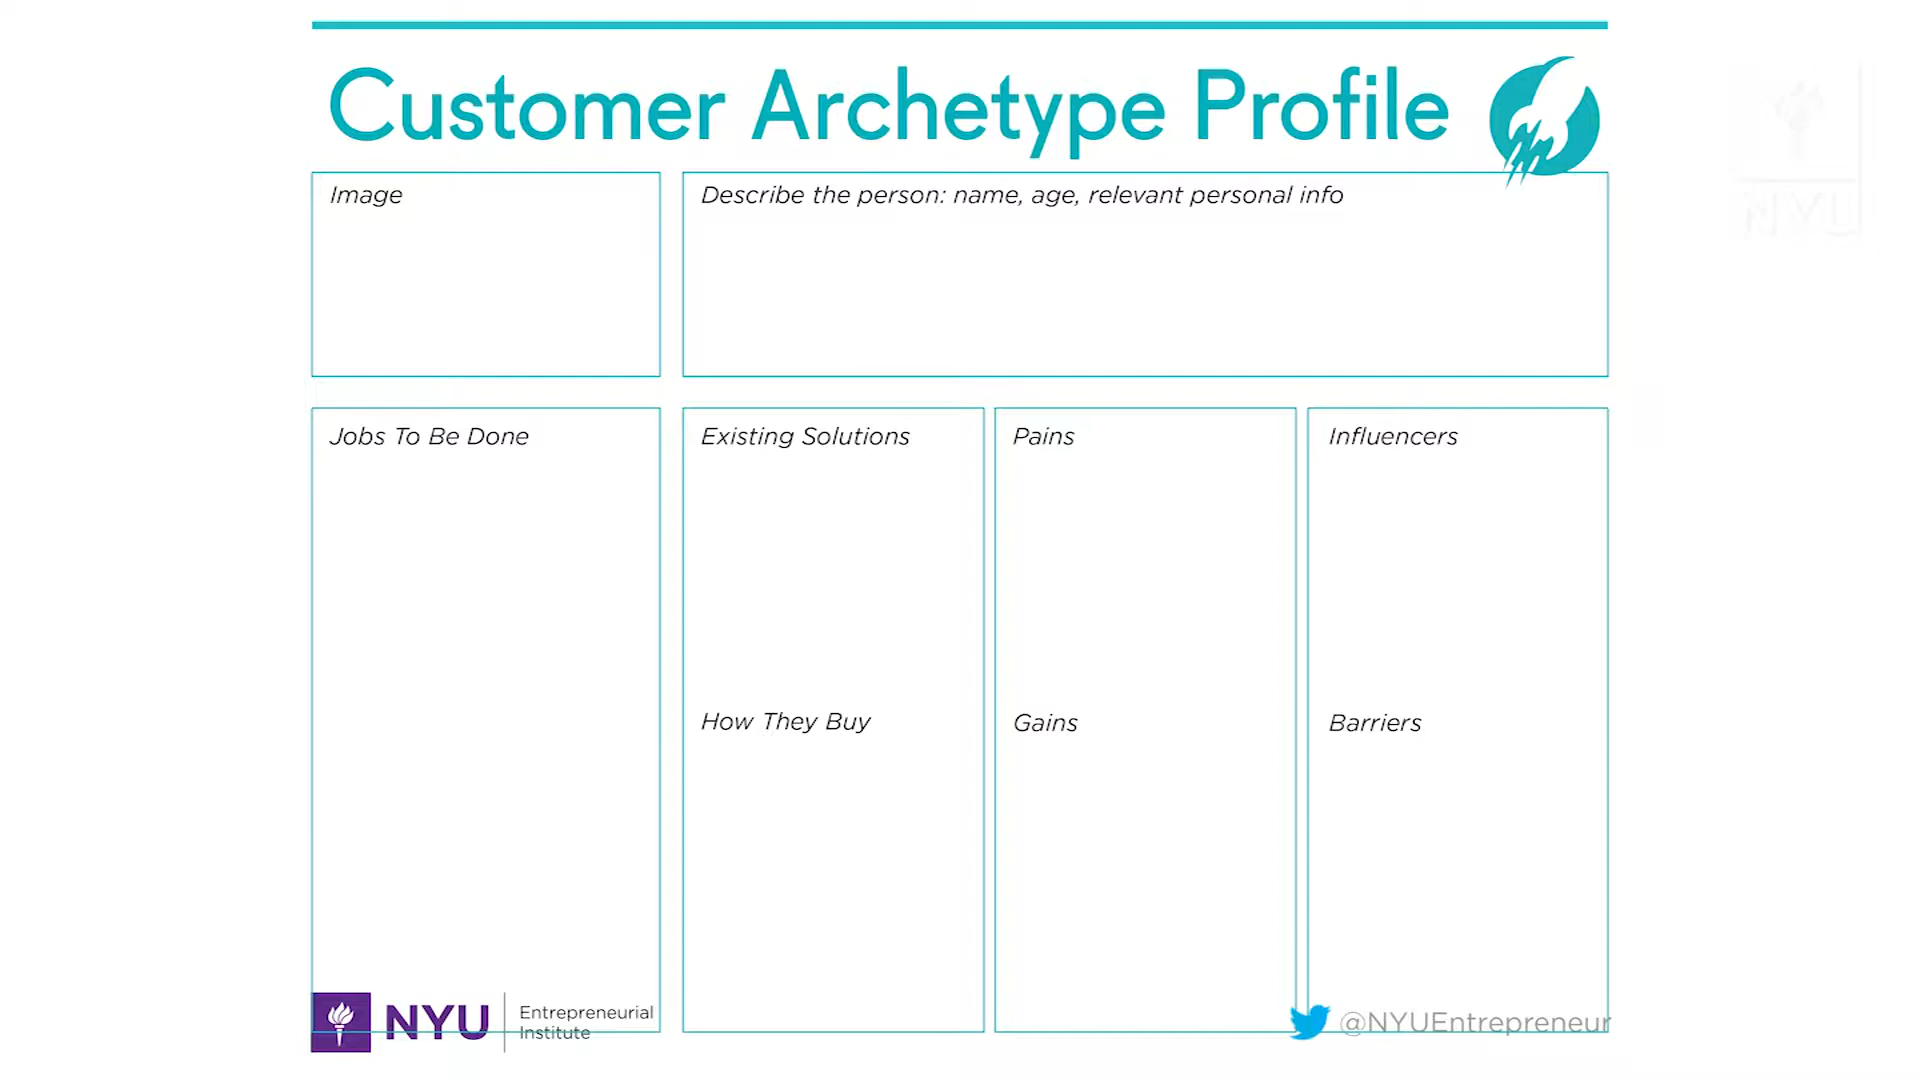 Customer Archetype Profile
Image
Describe the person: name, age, relevant personal info
Jobs To Be Done
Existing Solutions
Pains
Influencers
How They Buy
Gains
Barriers
NYU
Entrepreneurial
Institute
@NYUEntrepreneur
NYU